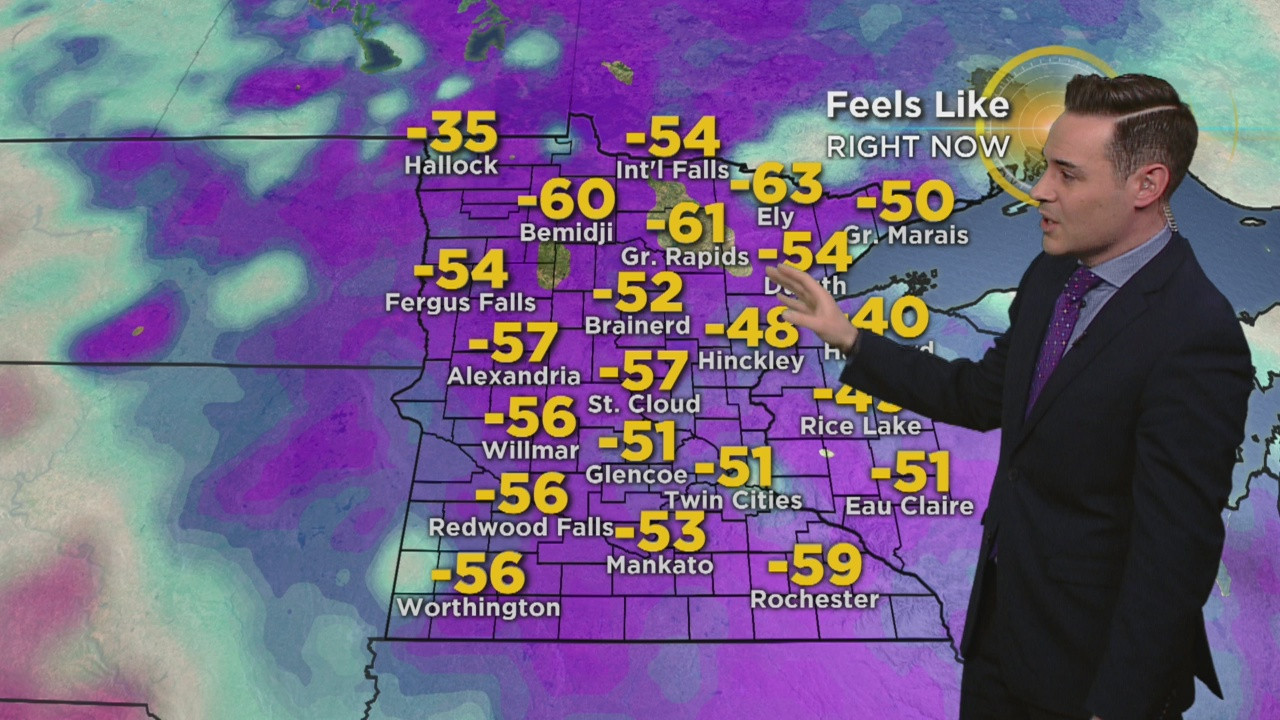 Feels Like
RIGHT NOW
-35
Hallock
-54
Int'l Falls
-63
Ely
-50
Gr. Marais
-60
Bemidji
-61
Gr. Rapids
-54
-54
Fergus Falls
-52
Brainerd
-48
Hinckley
-40
-57
Alexandria
-57
St. Cloud
Rice Lake
-56
Willmar
-51
Glencoe
-51
Twin Cities
-51
Eau Claire
-56
Redwood Falls
-53
Mankato
-59
Rochester
-56
Worthington